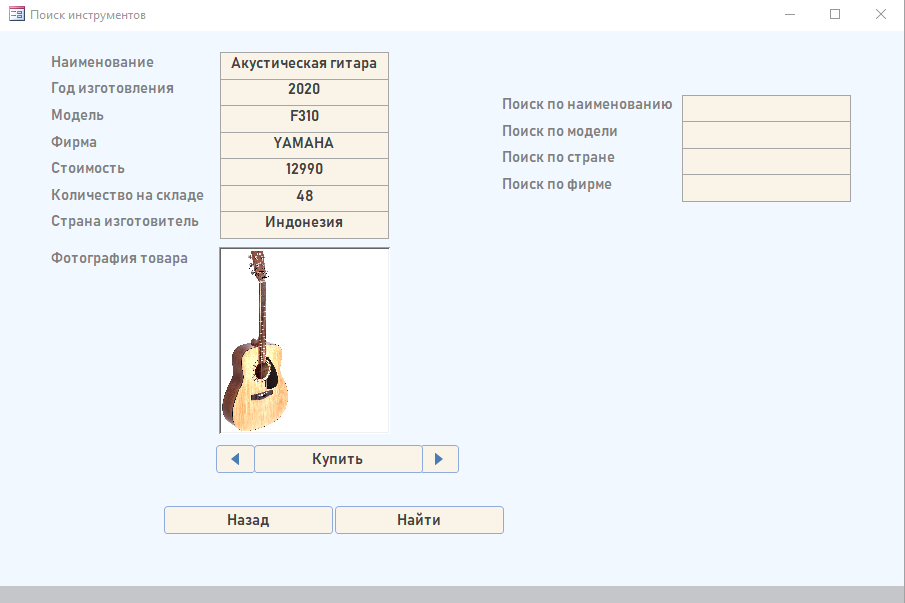 Поиск инструментов
Наименование Акустическая гитара
Год изготовления 2020
Модель F310
Фирма YAMAHA
Стоимость 12990
Количество на складе 48
Страна изготовитель Индонезия
Фотография товара
Поиск по наименованию
Поиск по модели
Поиск по стране
Поиск по фирме
Купить
Назад Найти